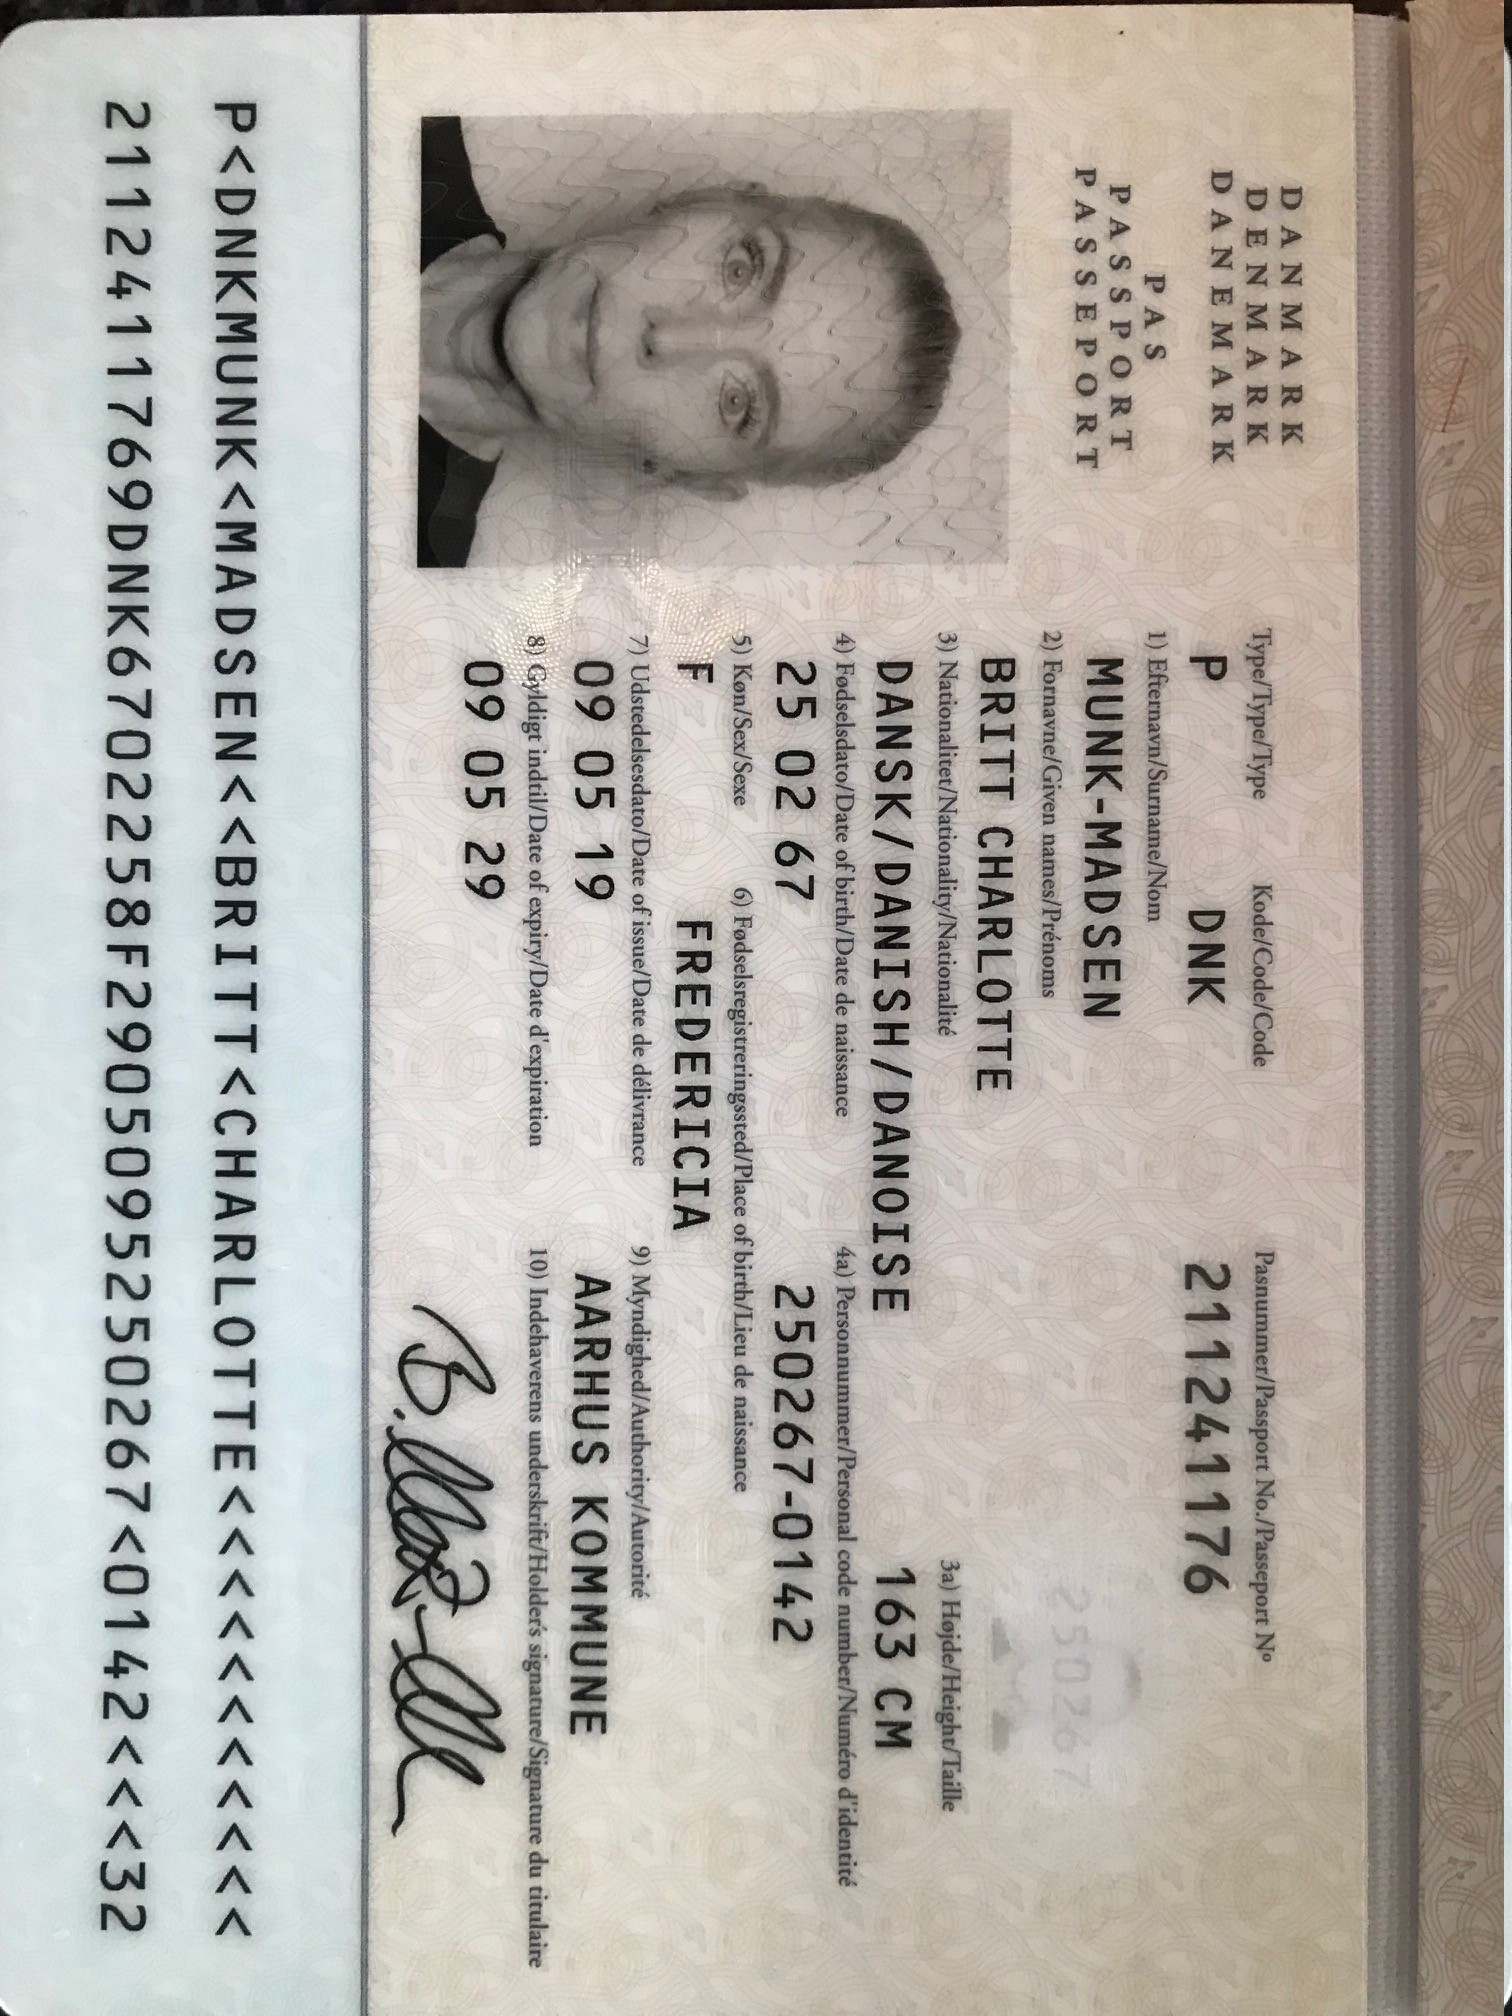 DANMARK
DENMARK
DANEMARK
PAS
PASSPORT
PASSEPORT
Type/Type/Type Kode/Code/Code Pasnummer/Passport No./Passeport Nº
P DNK 211241176
1) Efternavn/Surname/Nom
MUNK-MADSEN
2) Fornavne/Given names/Prénoms
BRITT CHARLOTTE
250267
3) Nationalitet/Nationality/Nationalité 3a) Højde/Height/Taille
DANSK/DANISH/DANOISE 163 CM
4) Fødselsdato/Date of birth/Date de naissance 4a) Personnummer/Personal code number/Numéro d'identité
25 02 67 250267-0142
5) Køn/Sex/Sexe 6) Fødselsregistreringssted/Place of birth/Lieu de naissance
F FREDERICIA
7) Udstedelsesdato/Date of issue/Date de délivrance 9) Myndighed/Authority/Autorité
09 05 19 AARHUS KOMMUNE
8) Gyldigt indtil/Date of expiry/Date d'expiration 10) Indehaverens underskrift/Holder's signature/Signature du titulaire
09 05 29
P<DNKMUNK<MADSEN<<BRITT<CHARLOTTE<<<<<<<<<<<
2112411769DNK6702258F2905095250267<0142<<<32